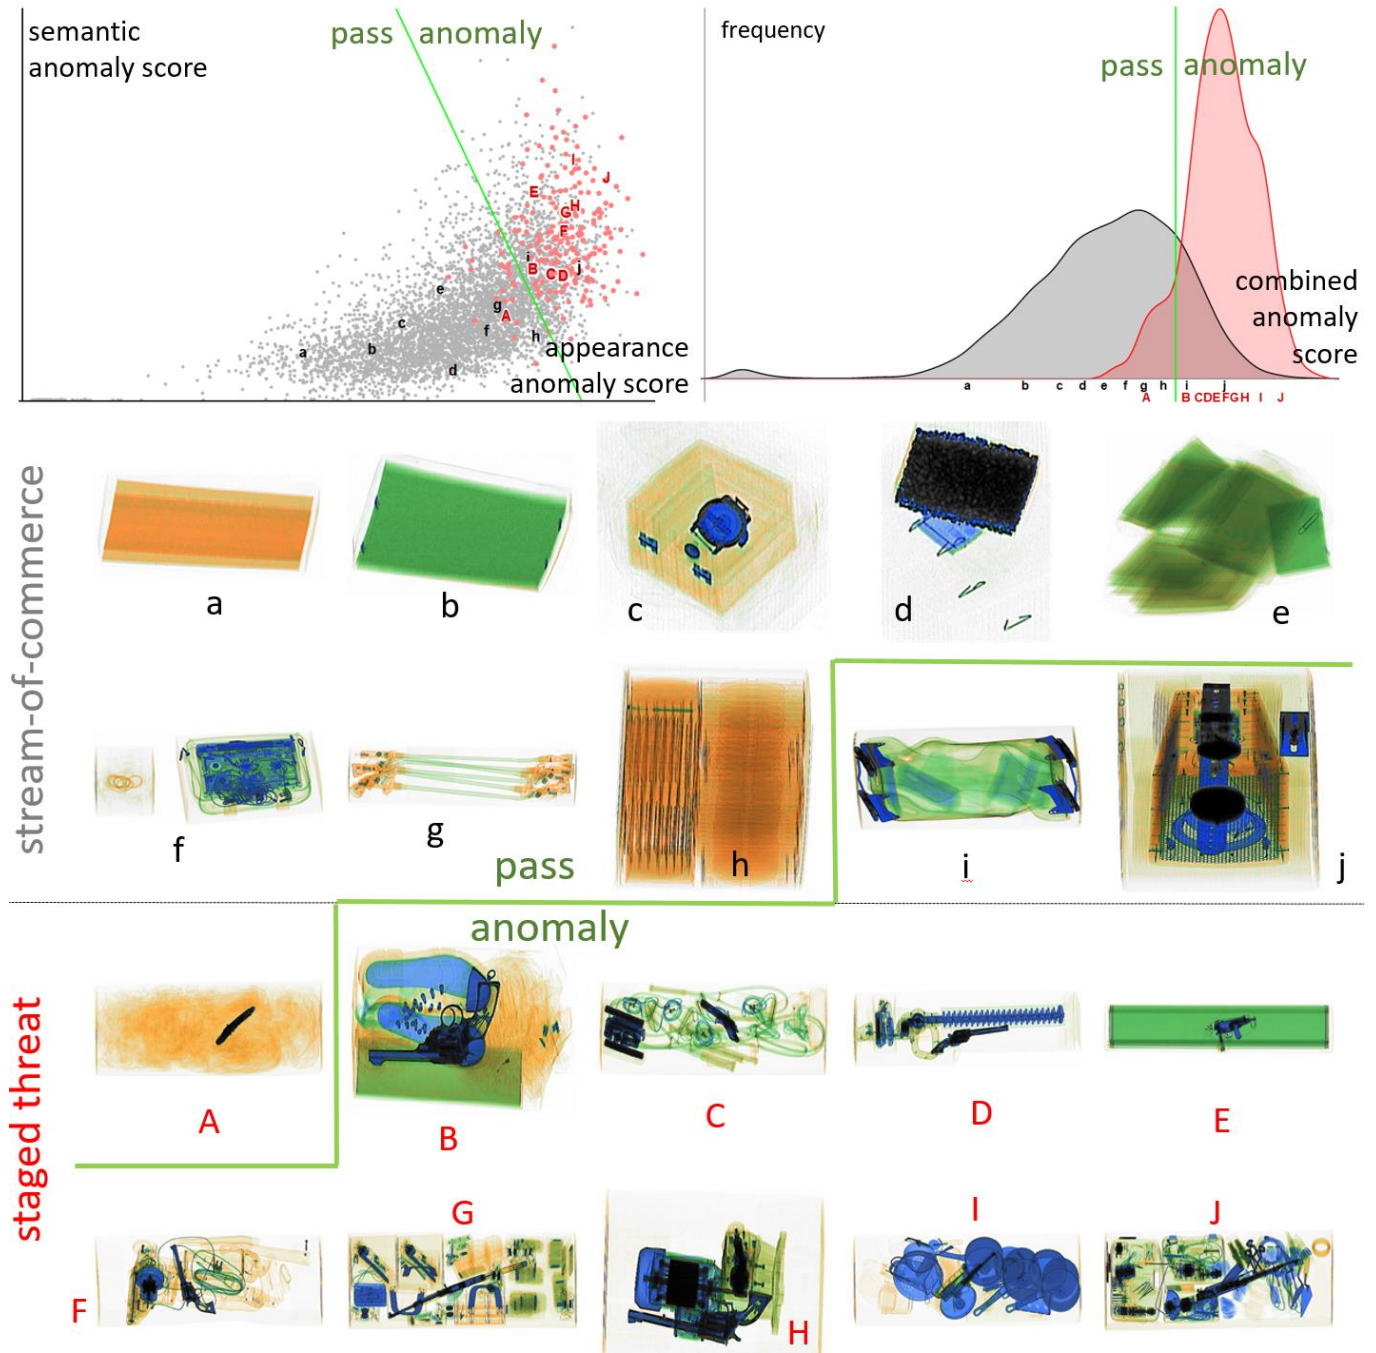 semantic
anomaly score
pass anomaly
I
J
E
H
G
F
i
B C D j
e
g
A
c
f
h
a
b
d
appearance
anomaly score
frequency
pass anomaly
combined
anomaly
score
a b c d e f g h i j
A B C D E F G H I J
stream-of-commerce
a
b
c
d
e
f
g
h
i
j
pass
anomaly
staged threat
A
B
C
D
E
F
G
H
I
J